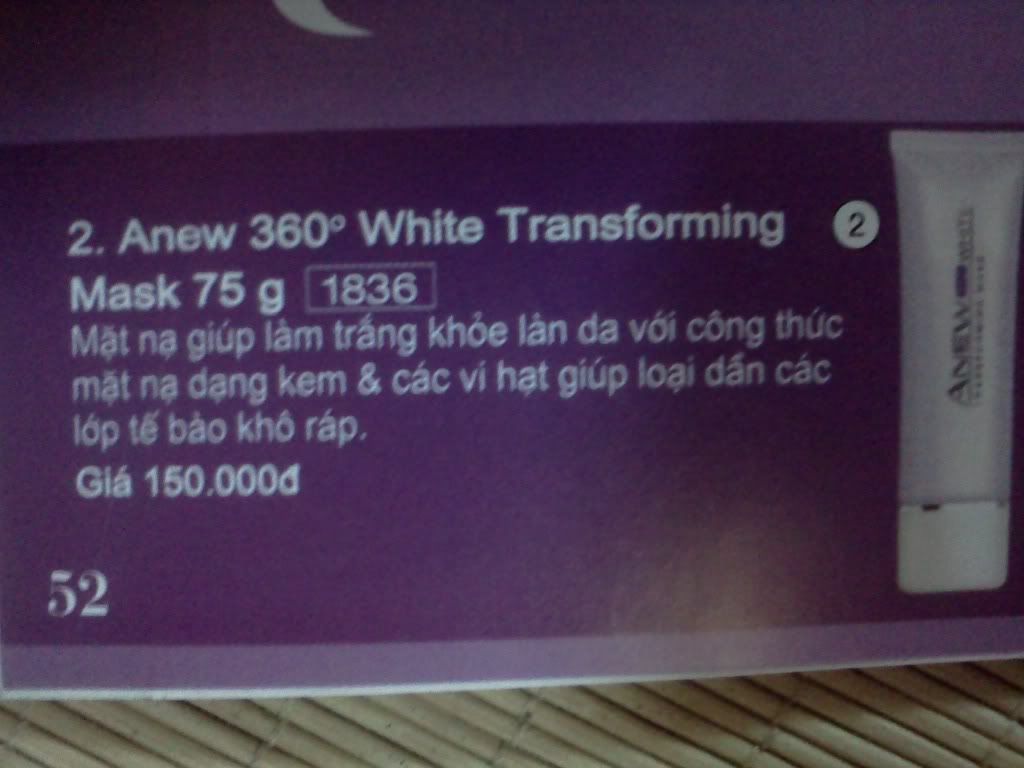 2. Anew 360° White Transforming
2
Mask 75 g 1836
Mặt nạ giúp làm trắng khỏe làn da với công thức
mặt nạ dạng kem & các vi hạt giúp loại dần các
lớp tế bào khô ráp.
Giá 150.000đ
52
ANEW WHITE